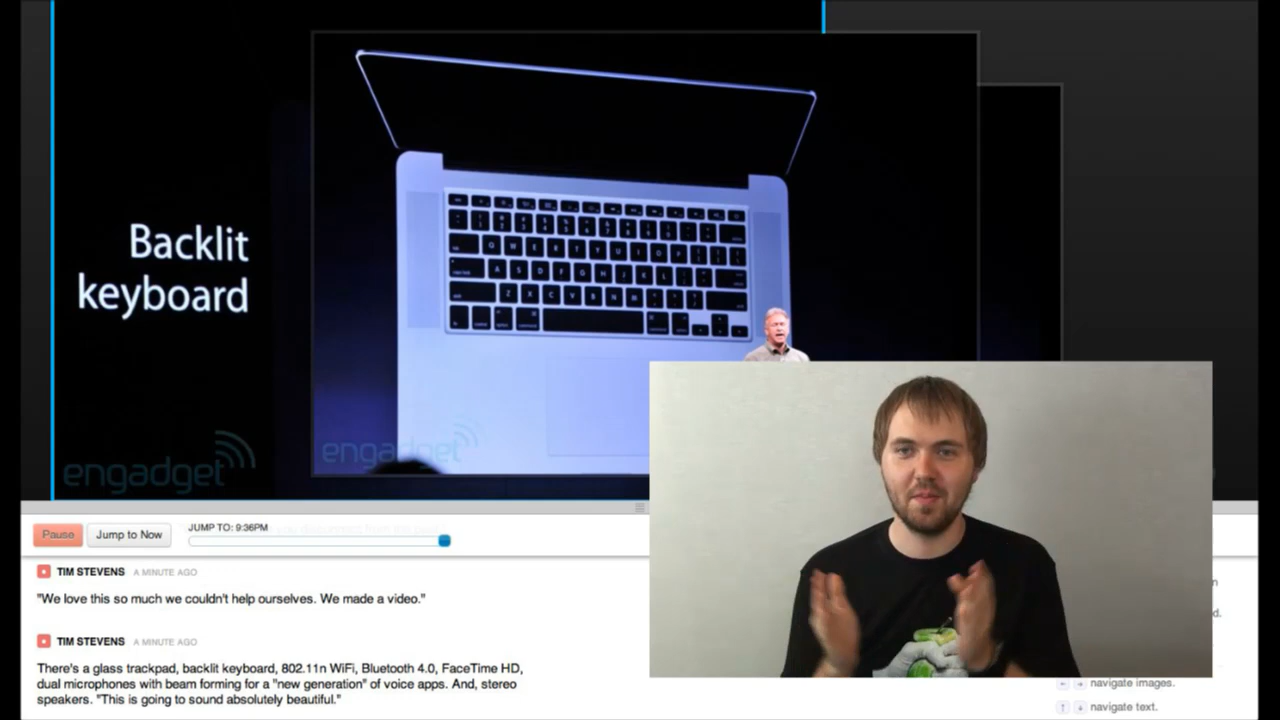 Backlit
keyboard
engadget
engadget
Pause
Jump to Now
JUMP TO: 9:36PM
TIM STEVENS A MINUTE AGO
"We love this so much we couldn't help ourselves. We made a video."
TIM STEVENS A MINUTE AGO
There's a glass trackpad, backlit keyboard, 802.11n WiFi, Bluetooth 4.0, FaceTime HD,
dual microphones with beam forming for a "new generation" of voice apps. And, stereo
speakers. "This is going to sound absolutely beautiful."
navigate images.
navigate text.